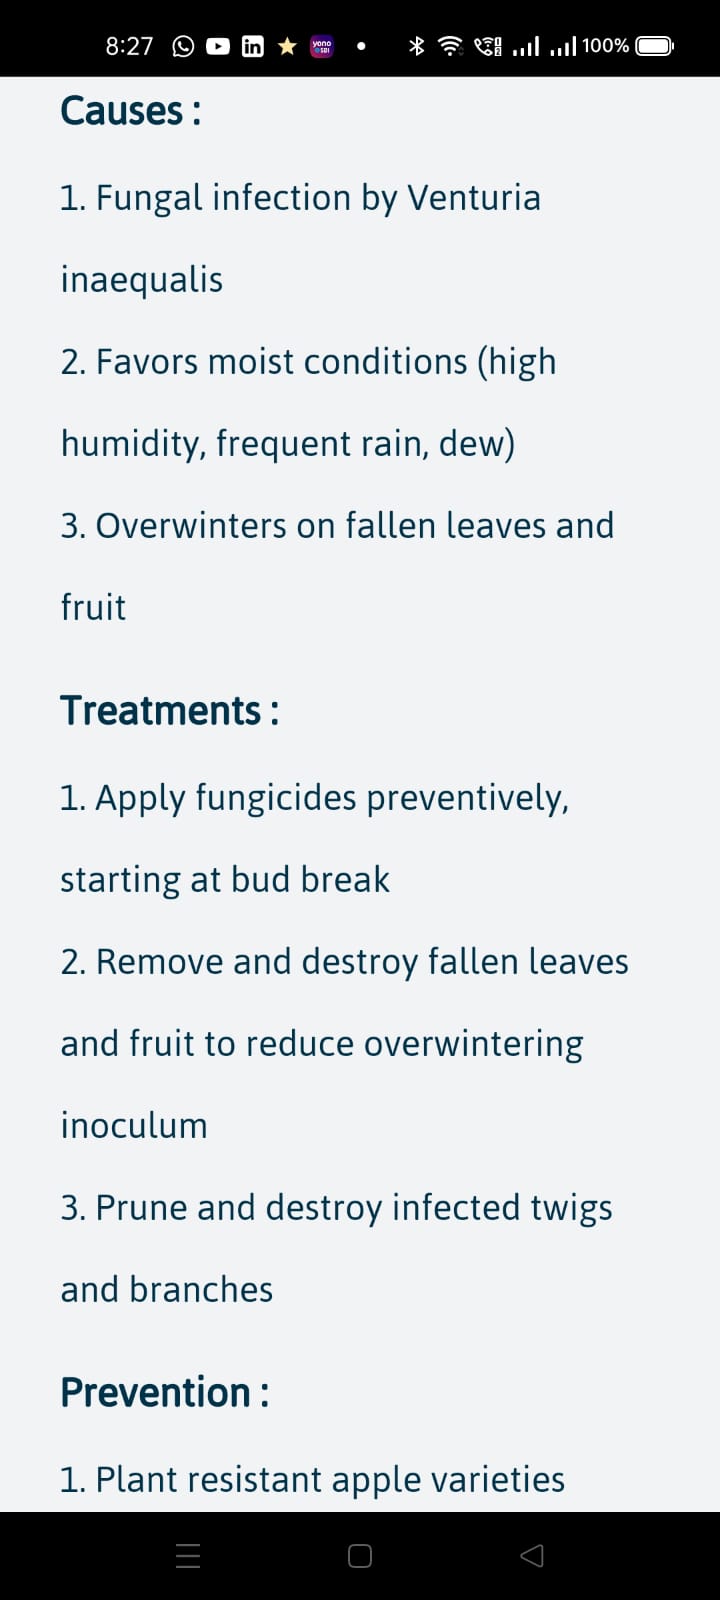 8:27 in yono SBI 100%
Causes :
1. Fungal infection by Venturia
inaequalis
2. Favors moist conditions (high
humidity, frequent rain, dew)
3. Overwinters on fallen leaves and
fruit
Treatments :
1. Apply fungicides preventively,
starting at bud break
2. Remove and destroy fallen leaves
and fruit to reduce overwintering
inoculum
3. Prune and destroy infected twigs
and branches
Prevention :
1. Plant resistant apple varieties